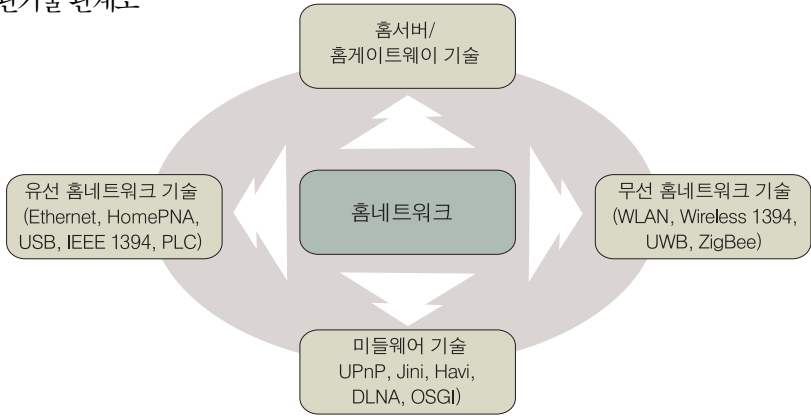 홈서버/
홈게이트웨이 기술
유선 홈네트워크 기술
(Ethernet, HomePNA,
USB, IEEE 1394, PLC)
홈네트워크
무선 홈네트워크 기술
(WLAN, Wireless 1394,
UWB, ZigBee)
미들웨어 기술
UPnP, Jini, Havi,
DLNA, OSGI)